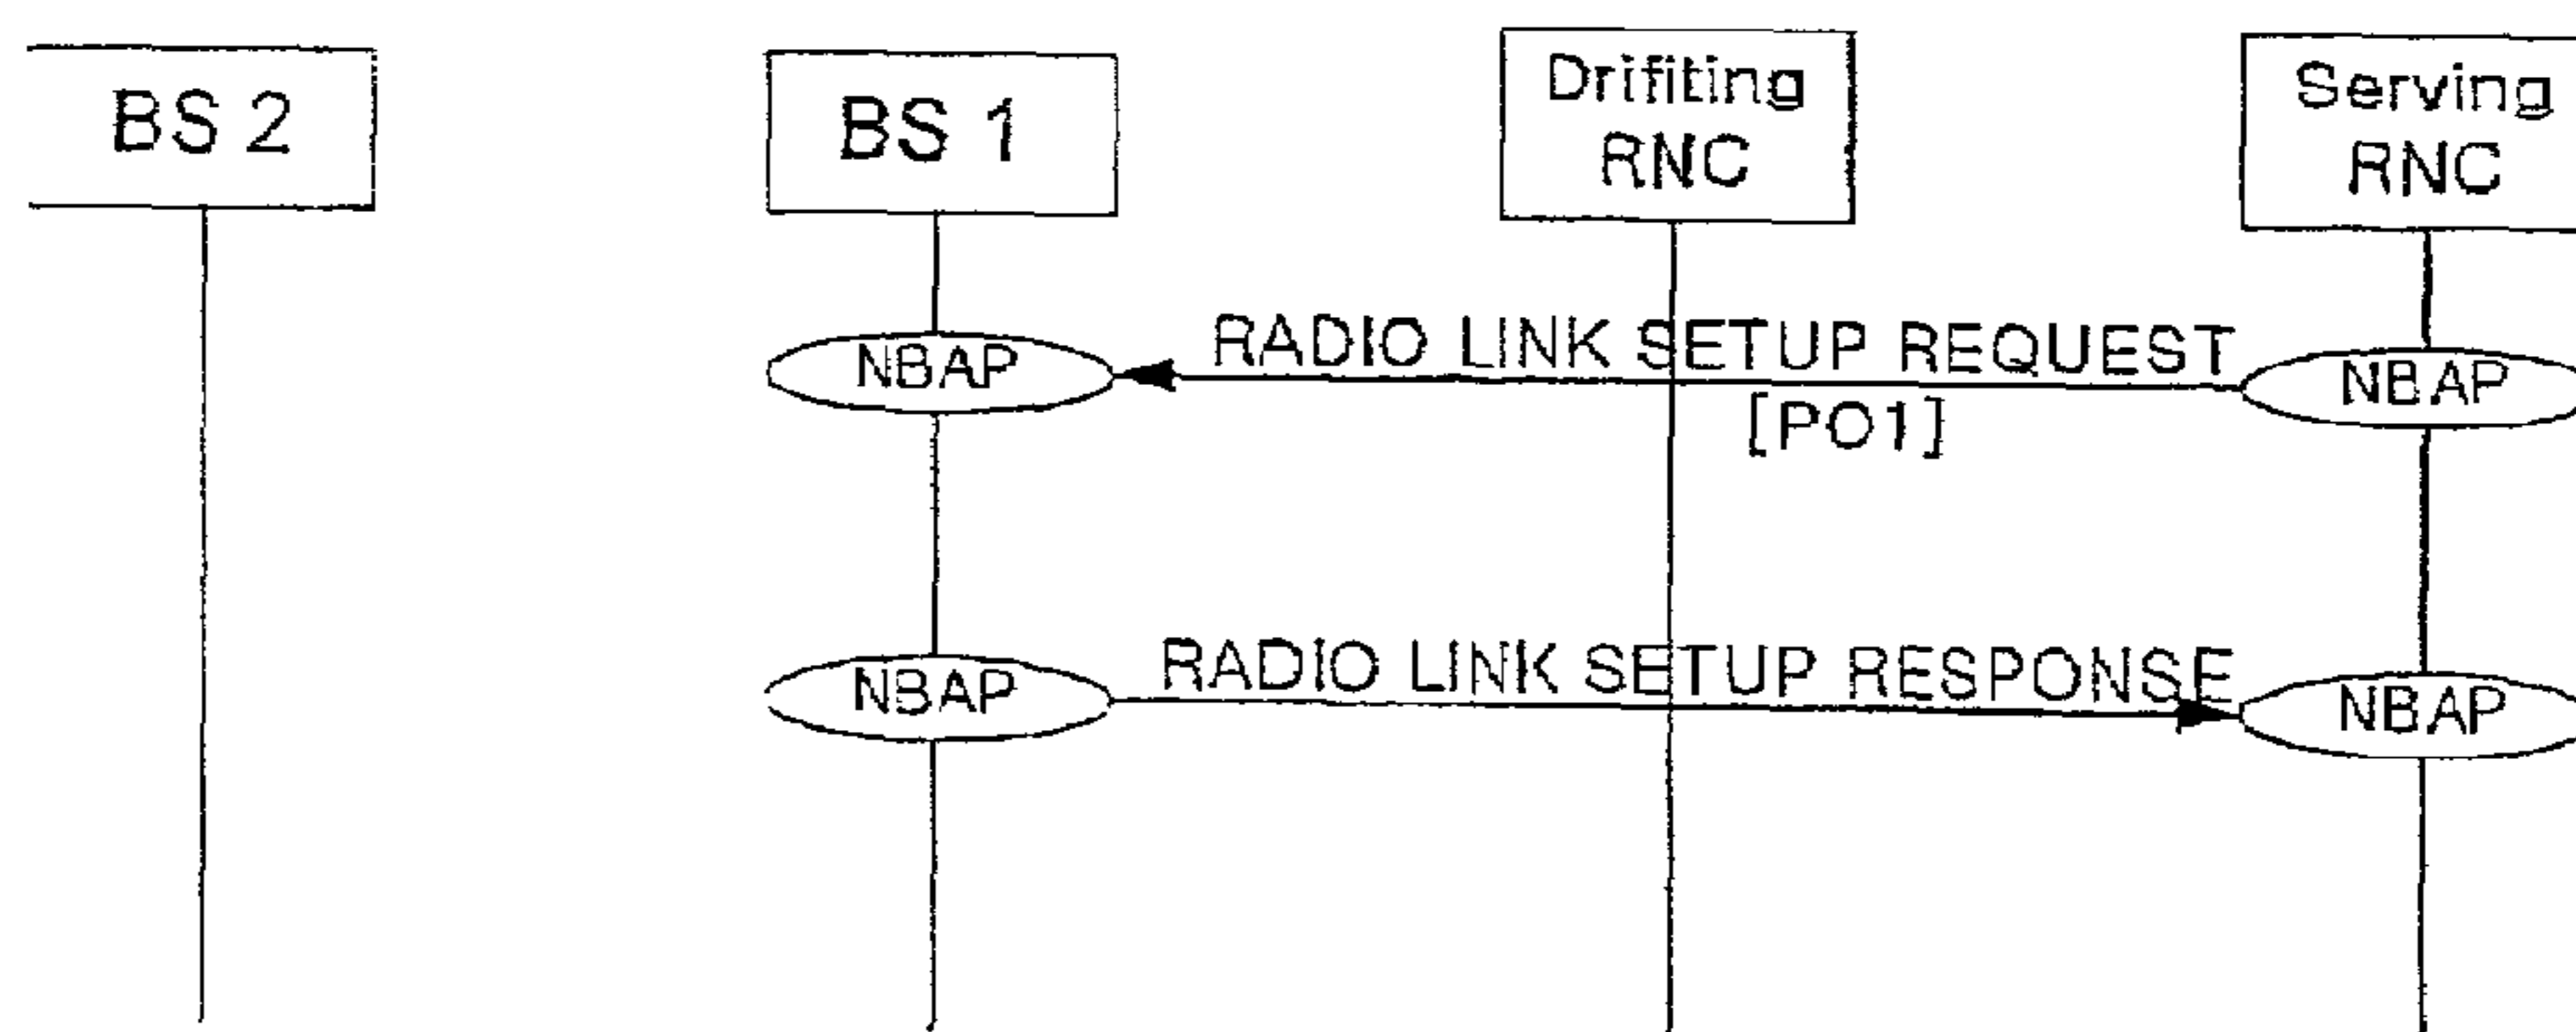 BS 2
BS 1
Drifiting
RNC
Serving
RNC
NBAP
RADIO LINK SETUP REQUEST
NBAP
[PO1]
NBAP
RADIO LINK SETUP RESPONSE
NBAP